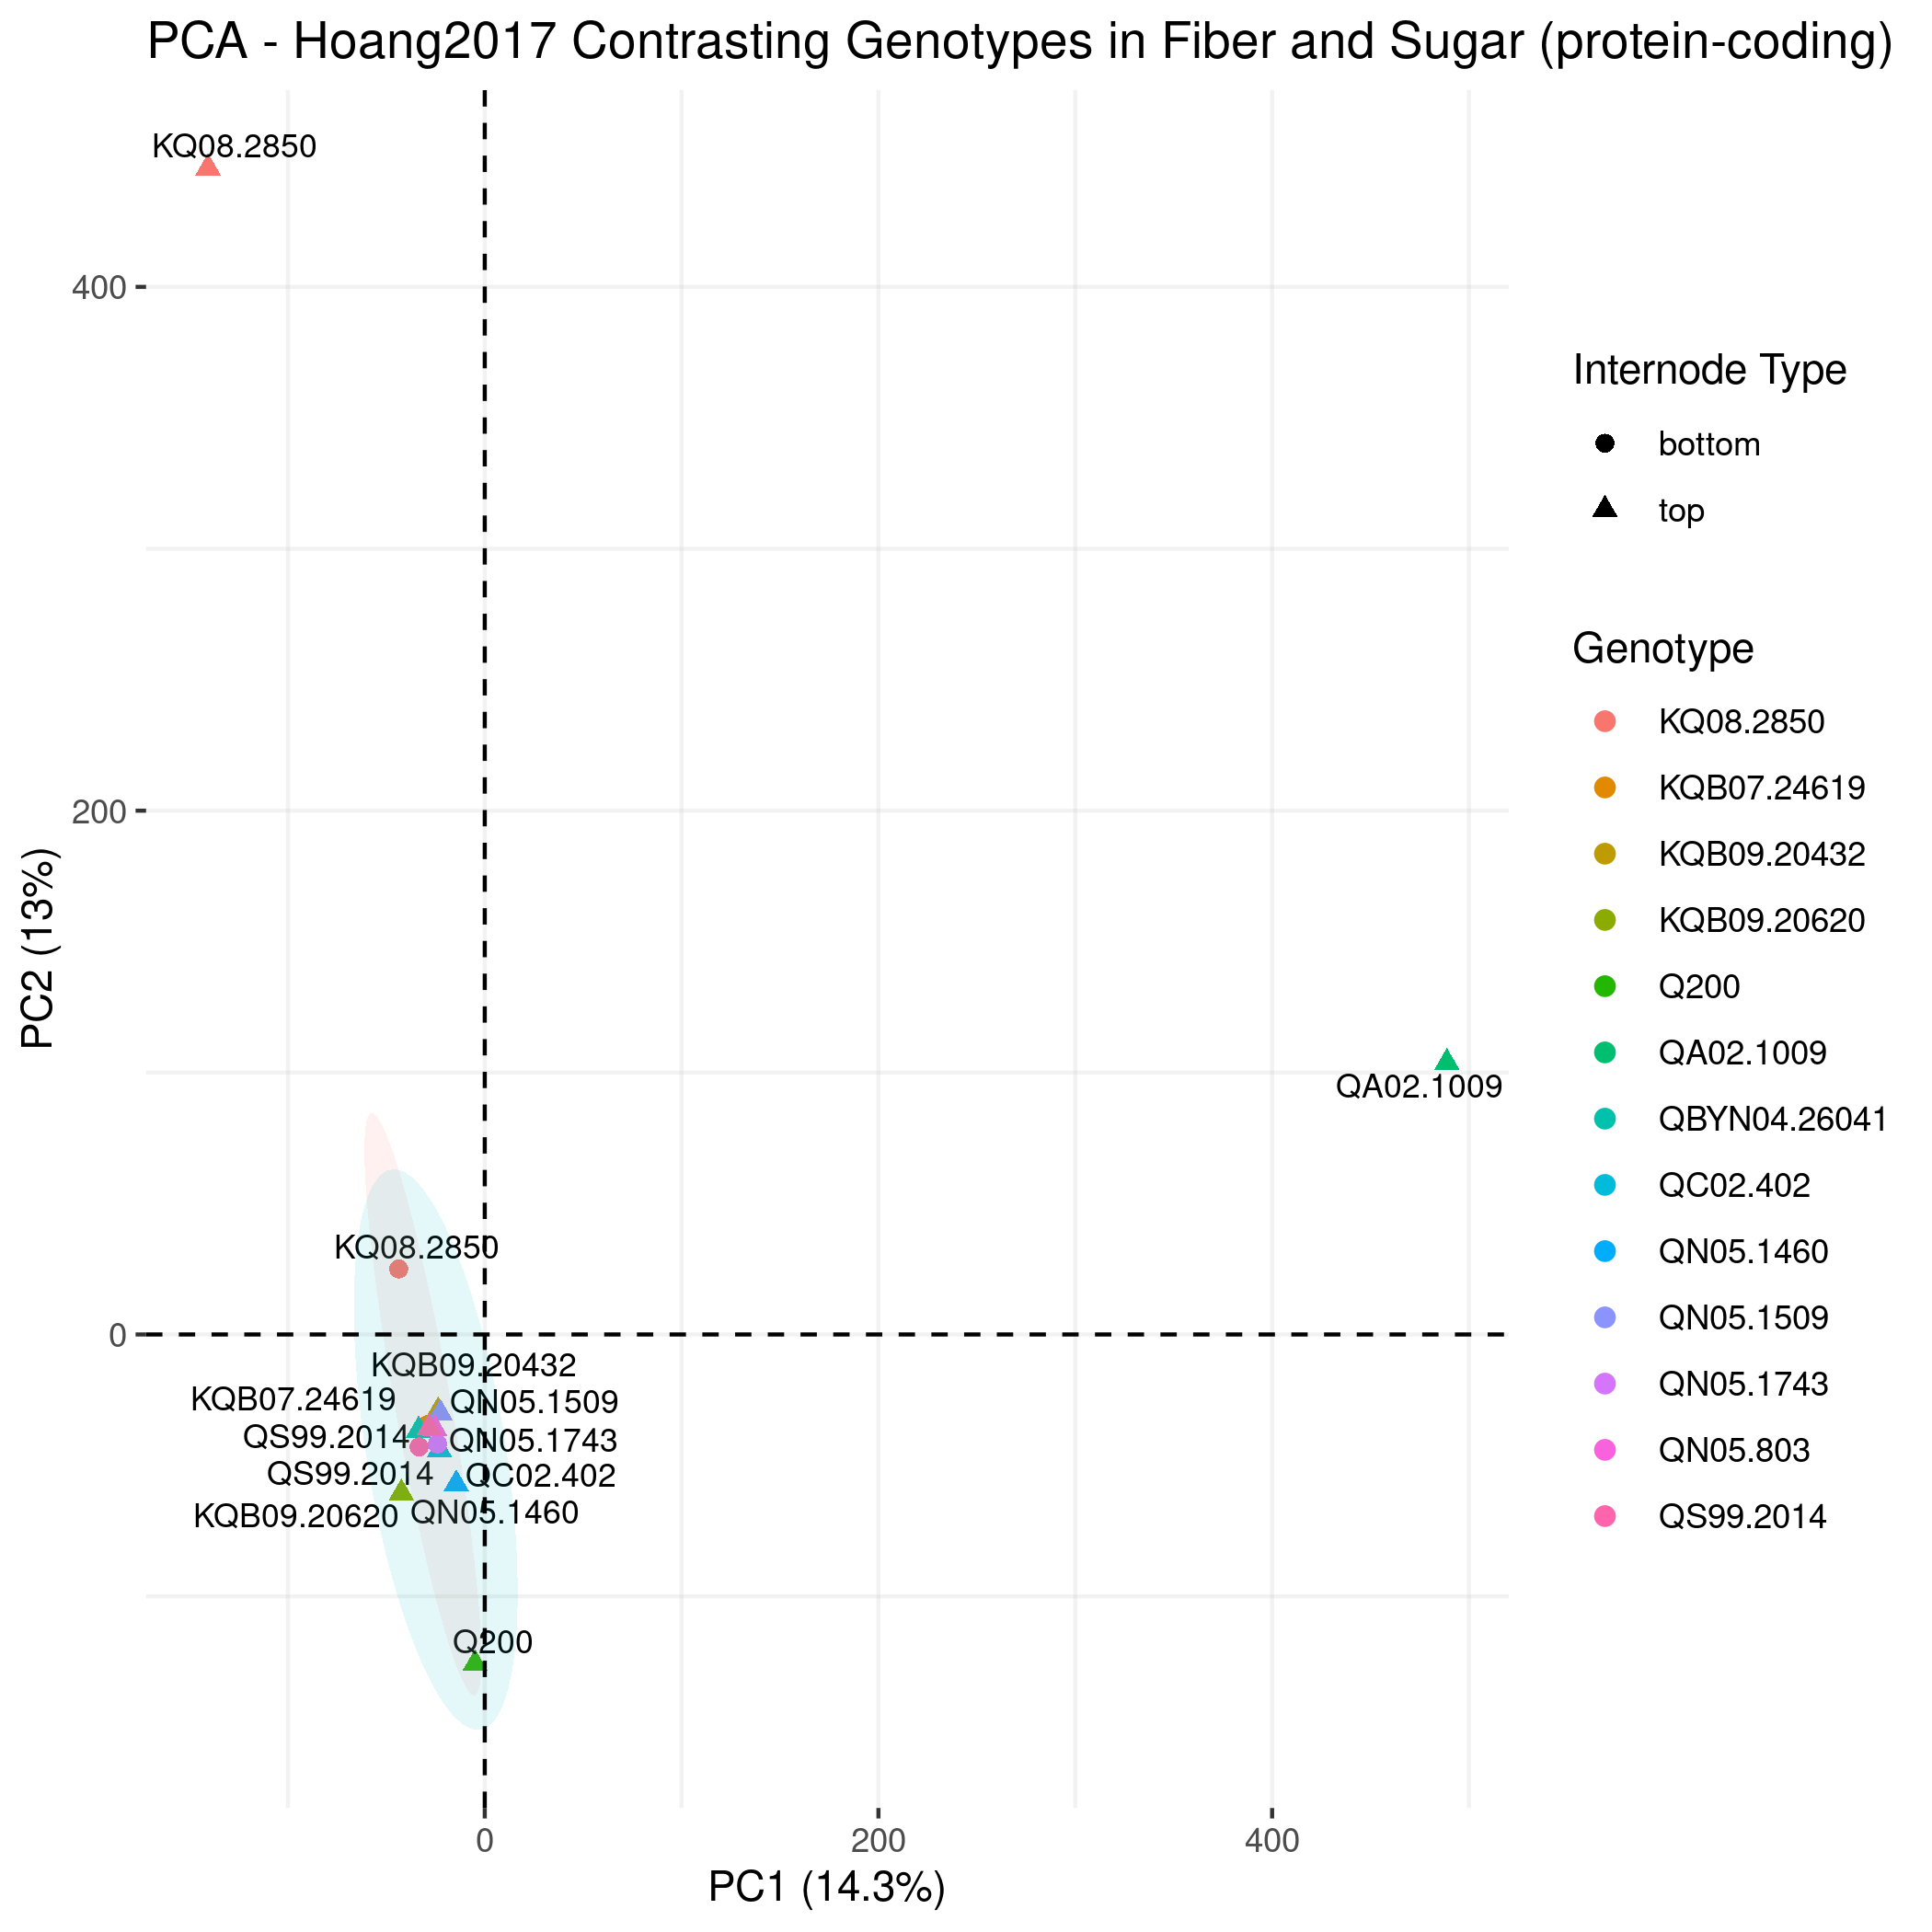 PCA - Hoang2017 Contrasting Genotypes in Fiber and Sugar (protein-coding)
KQ08.2850
400
200
0
PC2 (13%)
QA02.1009
KQ08.2850
KQB09.20432
KQB07.24619
QN05.1509
QS99.2014
QN05.1743
QS99.2014
QC02.402
KQB09.20620
QN05.1460
Q200
0
200
400
PC1 (14.3%)
Internode Type
bottom
top
Genotype
KQ08.2850
KQB07.24619
KQB09.20432
KQB09.20620
Q200
QA02.1009
QBYN04.26041
QC02.402
QN05.1460
QN05.1509
QN05.1743
QN05.803
QS99.2014